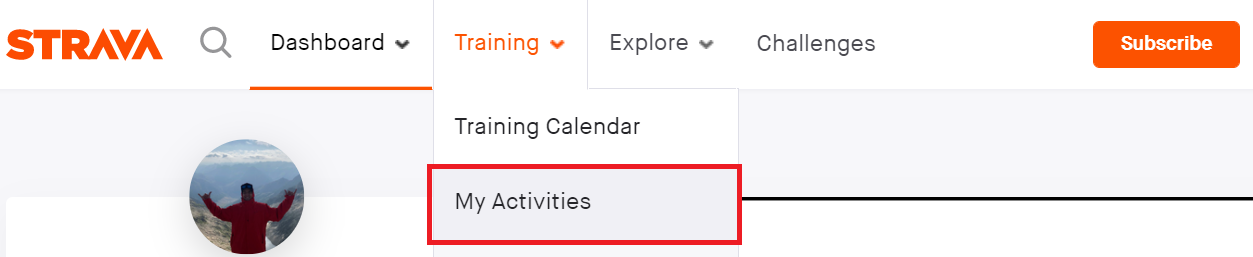 STRAVA Dashboard Training Explore Challenges Subscribe
Training Calendar
My Activities